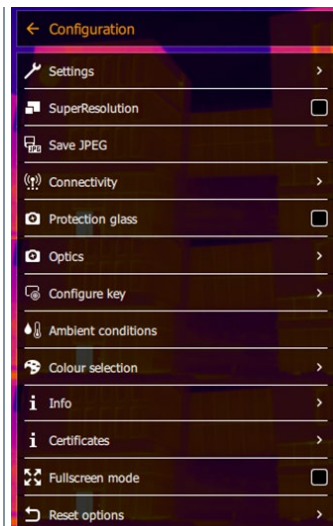 Configuration
Settings
SuperResolution
JPG
Save JPEG
Connectivity
Protection glass
Optics
Configure key
Ambient conditions
Colour selection
Info
Certificates
Fullscreen mode
Reset options